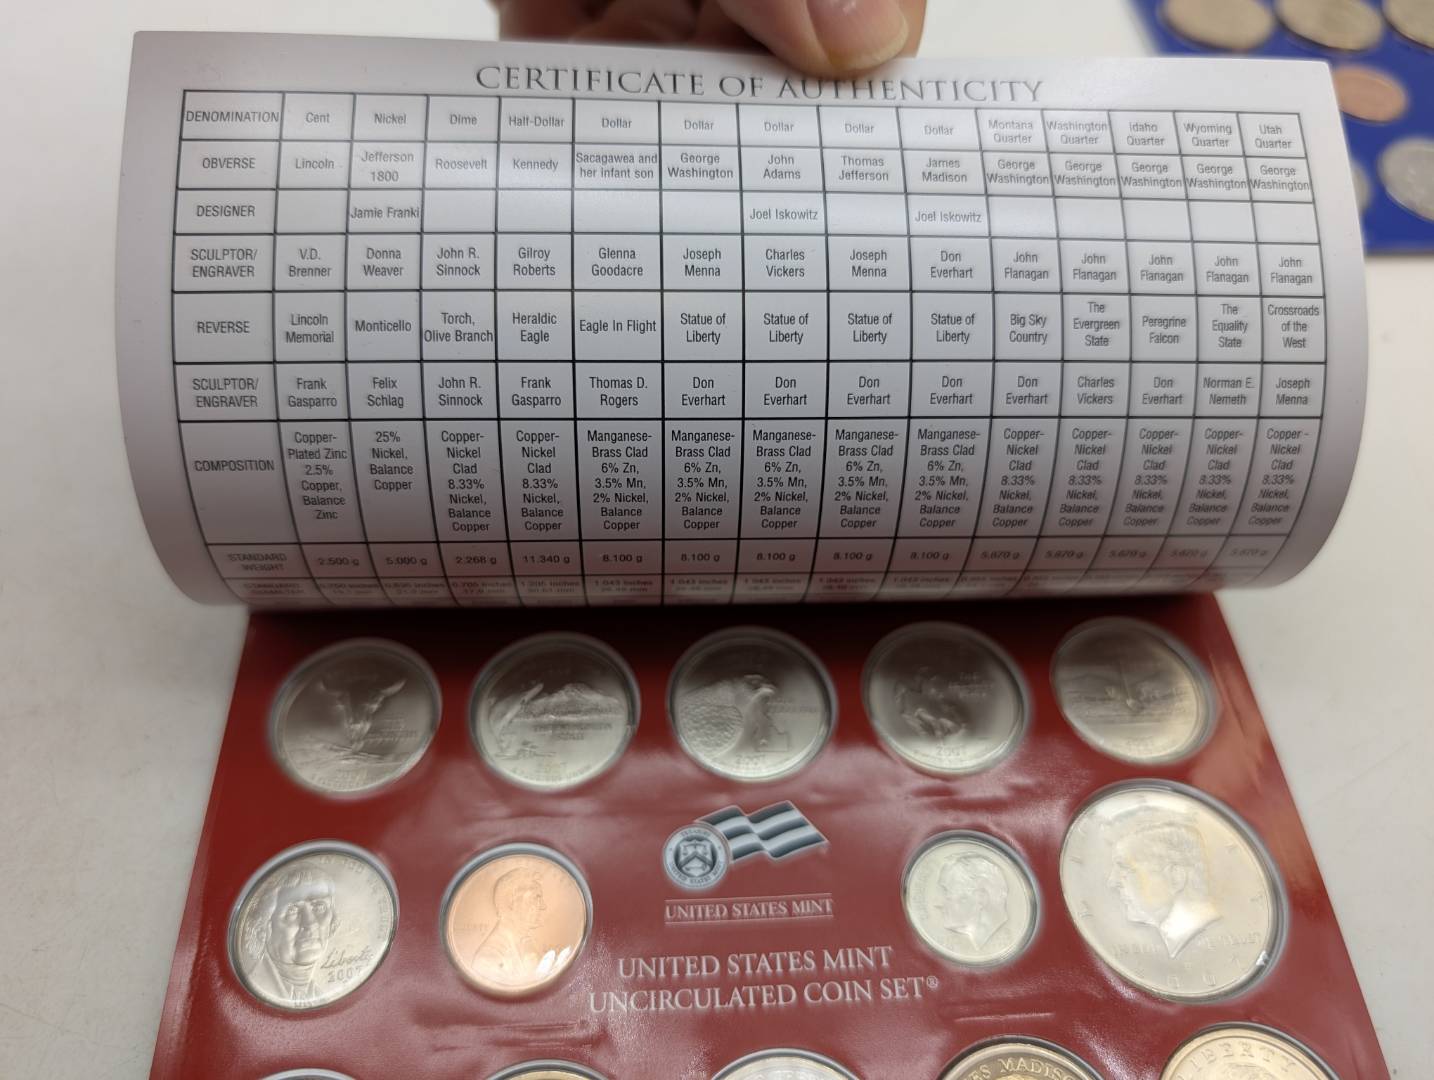 CERTIFICATE OF AUTHENTICITY
DENOMINATION Cent Nickel Dime Half-Dollar Dollar Dollar Dollar Dollar Dollar Montana Quarter Washington Quarter Idaho Quarter Wyoming Quarter Utah Quarter
OBVERSE Lincoln Jefferson 1800 Roosevelt Kennedy Sacagawea and her infant son George Washington John Adams Thomas Jefferson James Madison George Washington George Washington George Washington George Washington George Washington
DESIGNER Jamie Franki Joel Iskowitz Joel Iskowitz
SCULPTOR/ENGRAVER V.D. Brenner Donna Weaver John R. Sinnock Gilroy Roberts Glenna Goodacre Joseph Menna Charles Vickers Joseph Menna Don Everhart John Flanagan John Flanagan John Flanagan John Flanagan John Flanagan
REVERSE Lincoln Memorial Monticello Torch, Olive Branch Heraldic Eagle Eagle In Flight Statue of Liberty Statue of Liberty Statue of Liberty Statue of Liberty Big Sky Country The Evergreen State Peregrine Falcon The Equality State Crossroads of the West
SCULPTOR/ENGRAVER Frank Gasparro Felix Schlag John R. Sinnock Frank Gasparro Thomas D. Rogers Don Everhart Don Everhart Don Everhart Don Everhart Don Everhart Charles Vickers Don Everhart Norman E. Nemeth Joseph Menna
COMPOSITION Copper-Plated Zinc 2.5% Copper, Balance Zinc 25% Nickel, Balance Copper Copper-Nickel Clad 8.33% Nickel, Balance Copper Copper-Nickel Clad 8.33% Nickel, Balance Copper Manganese-Brass Clad 6% Zn, 3.5% Mn, 2% Nickel, Balance Copper Manganese-Brass Clad 6% Zn, 3.5% Mn, 2% Nickel, Balance Copper Manganese-Brass Clad 6% Zn, 3.5% Mn, 2% Nickel, Balance Copper Manganese-Brass Clad 6% Zn, 3.5% Mn, 2% Nickel, Balance Copper Manganese-Brass Clad 6% Zn, 3.5% Mn, 2% Nickel, Balance Copper Copper-Nickel Clad 8.33% Nickel, Balance Copper Copper-Nickel Clad 8.33% Nickel, Balance Copper Copper-Nickel Clad 8.33% Nickel, Balance Copper Copper-Nickel Clad 8.33% Nickel, Balance Copper Copper-Nickel Clad 8.33% Nickel, Balance Copper
STANDARD WEIGHT 2.500 g 5.000 g 2.268 g 11.340 g 8.100 g 8.100 g 8.100 g 8.100 g 8.100 g 5.670 g 5.670 g 5.670 g 5.670 g 5.670 g
2007
2007
Liberty
2007
UNITED STATES MINT
UNITED STATES MINT
UNCIRCULATED COIN SET®
MADISON
LIBERTY